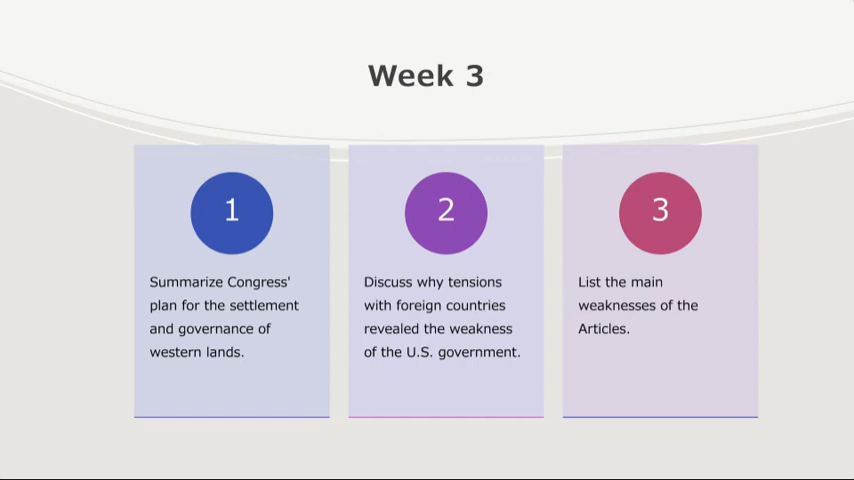 Week 3
1
Summarize Congress'
plan for the settlement
and governance of
western lands.
2
Discuss why tensions
with foreign countries
revealed the weakness
of the U.S. government.
3
List the main
weaknesses of the
Articles.